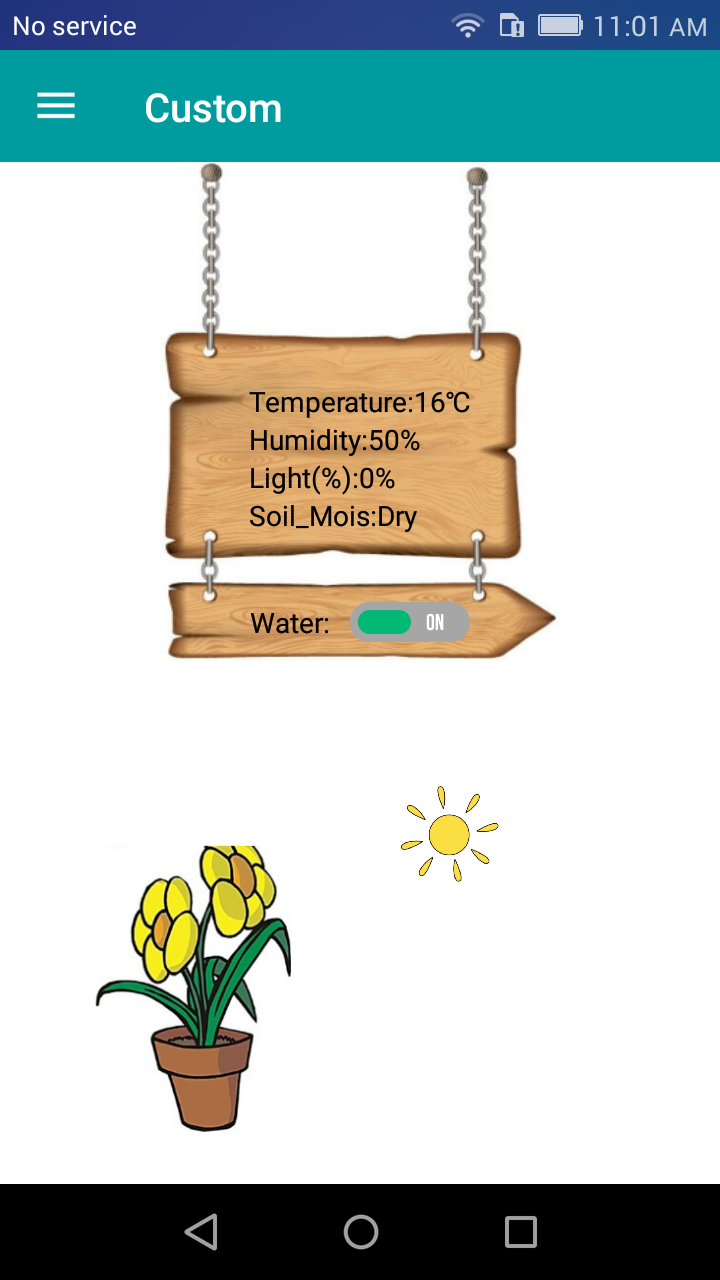 No service
11:01 AM
Custom
Temperature:16℃
Humidity:50%
Light(%):0%
Soil_Mois:Dry
Water: ON